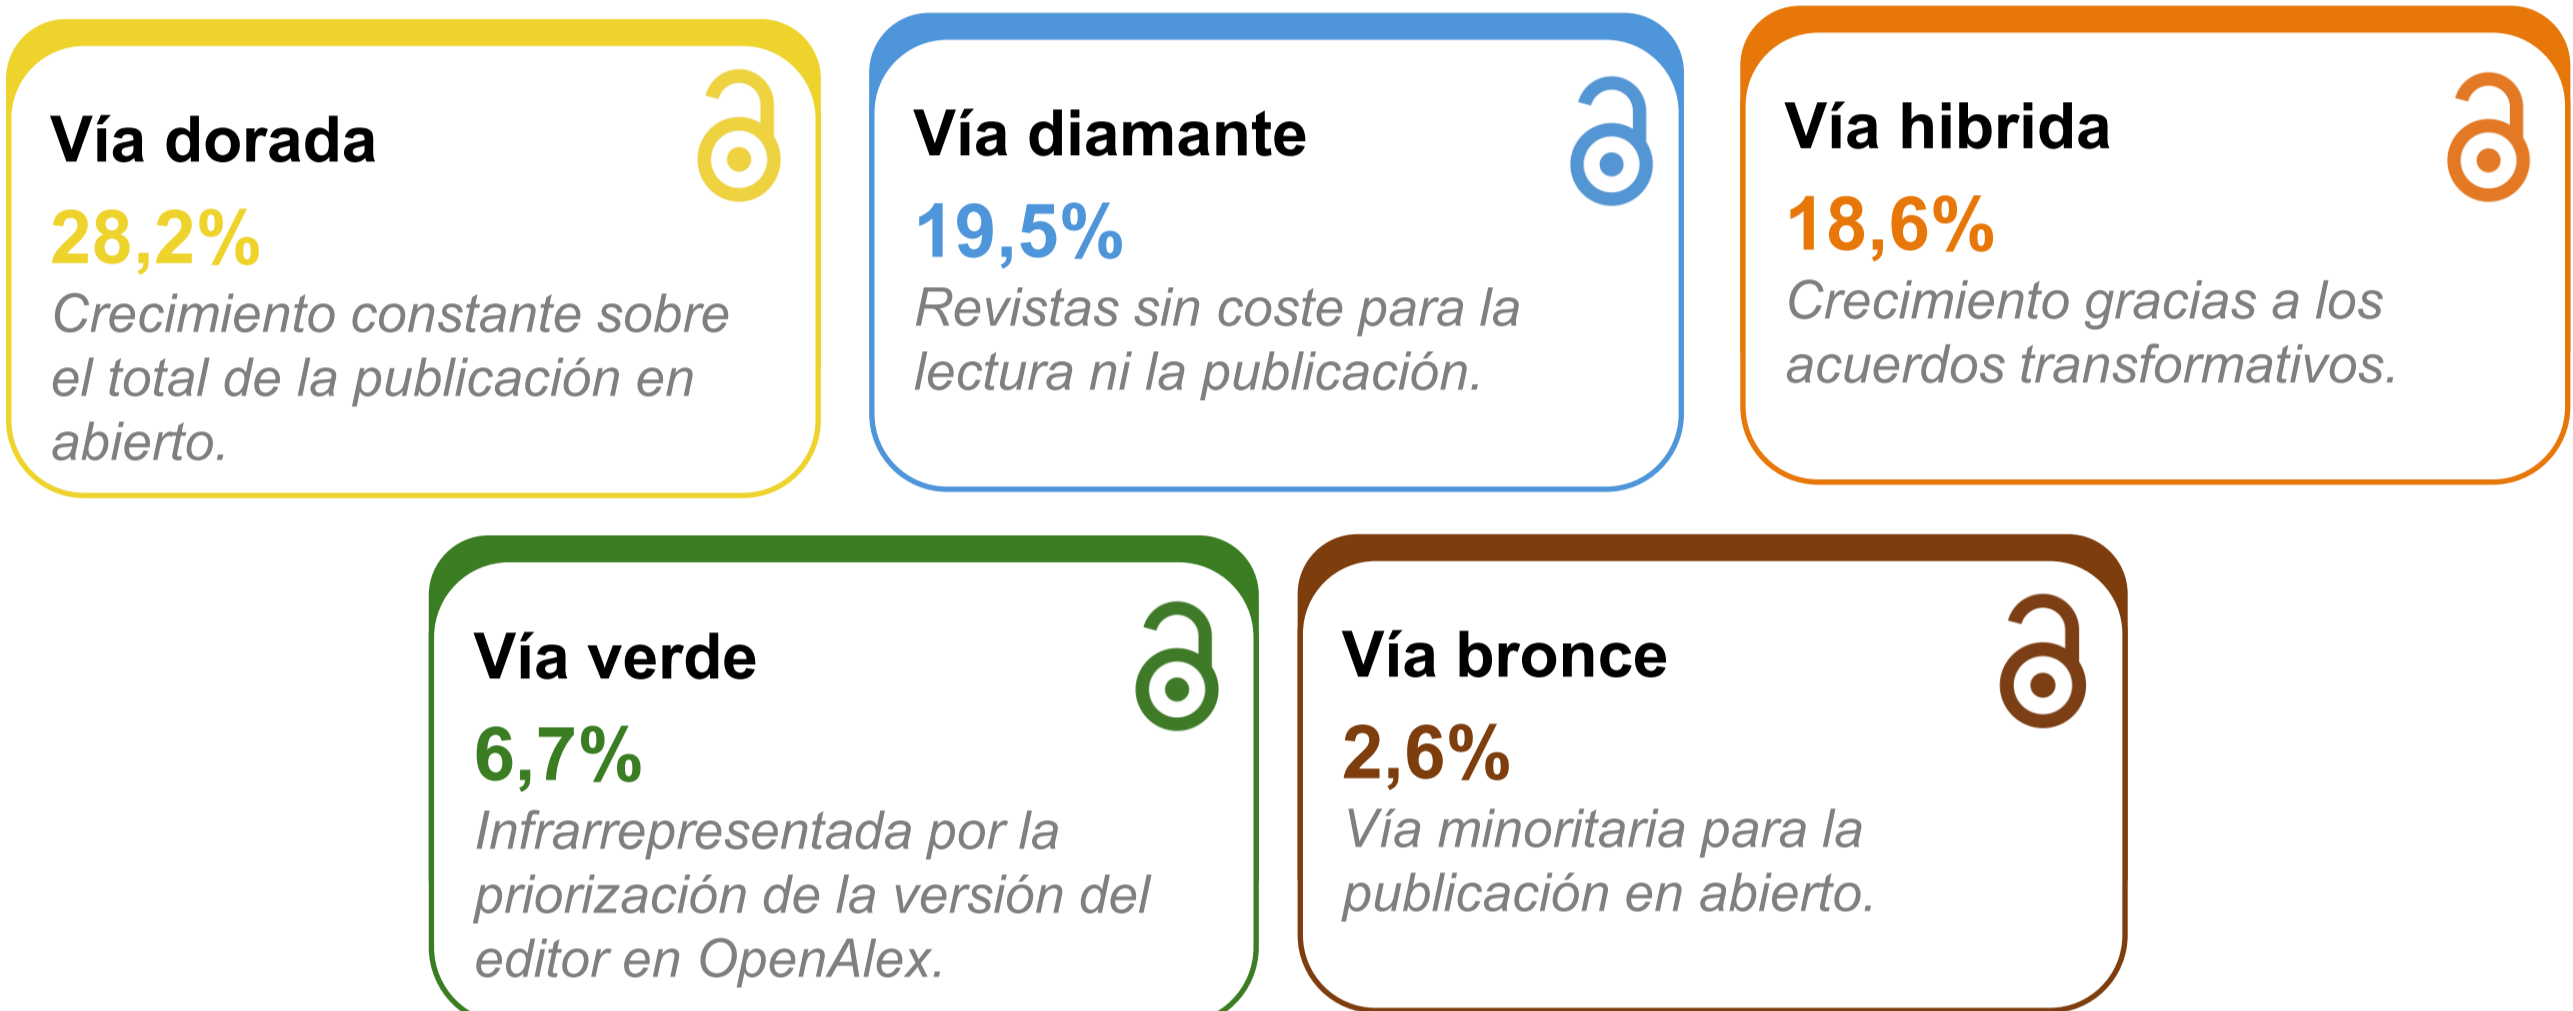 Vía dorada
28,2%
Crecimiento constante sobre
el total de la publicación en
abierto.
Vía diamante
19,5%
Revistas sin coste para la
lectura ni la publicación.
Vía hibrida
18,6%
Crecimiento gracias a los
acuerdos transformativos.
Vía verde
6,7%
Infrarrepresentada por la
priorización de la versión del
editor en OpenAlex.
Vía bronce
2,6%
Vía minoritaria para la
publicación en abierto.